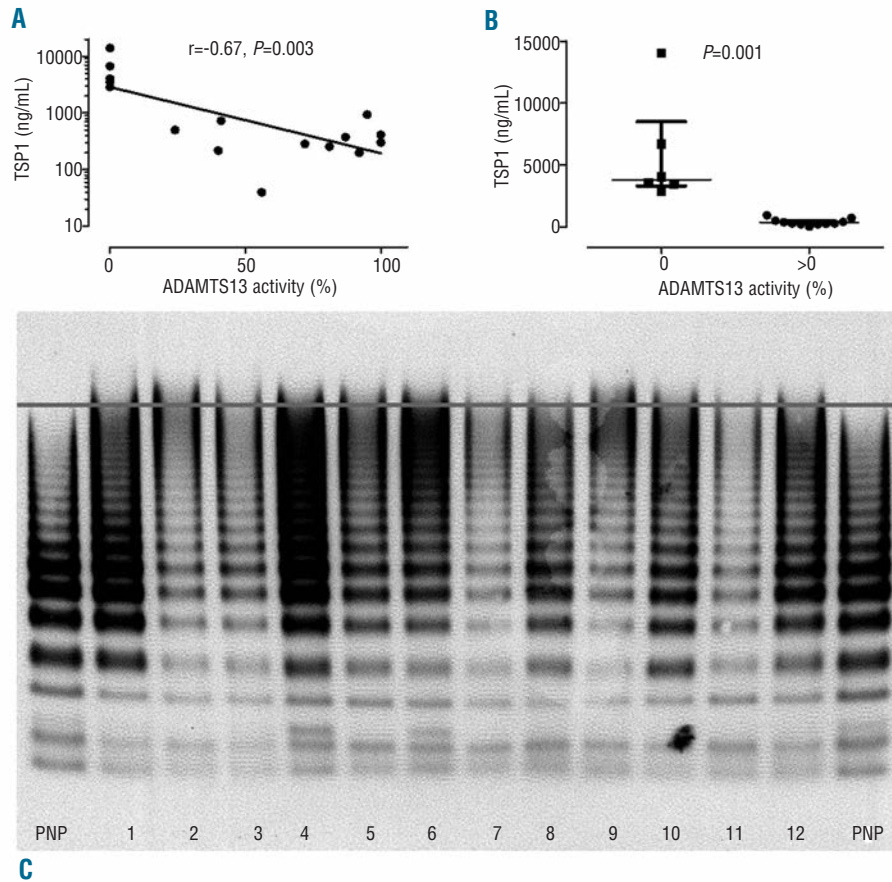 A
r=-0.67, P=0.003
TSP1 (ng/mL)
10000
1000
100
10
0 50 100
ADAMTS13 activity (%)
B
P=0.001
TSP1 (ng/mL)
15000
10000
5000
0
0 >0
ADAMTS13 activity (%)
PNP 1 2 3 4 5 6 7 8 9 10 11 12 PNP
C